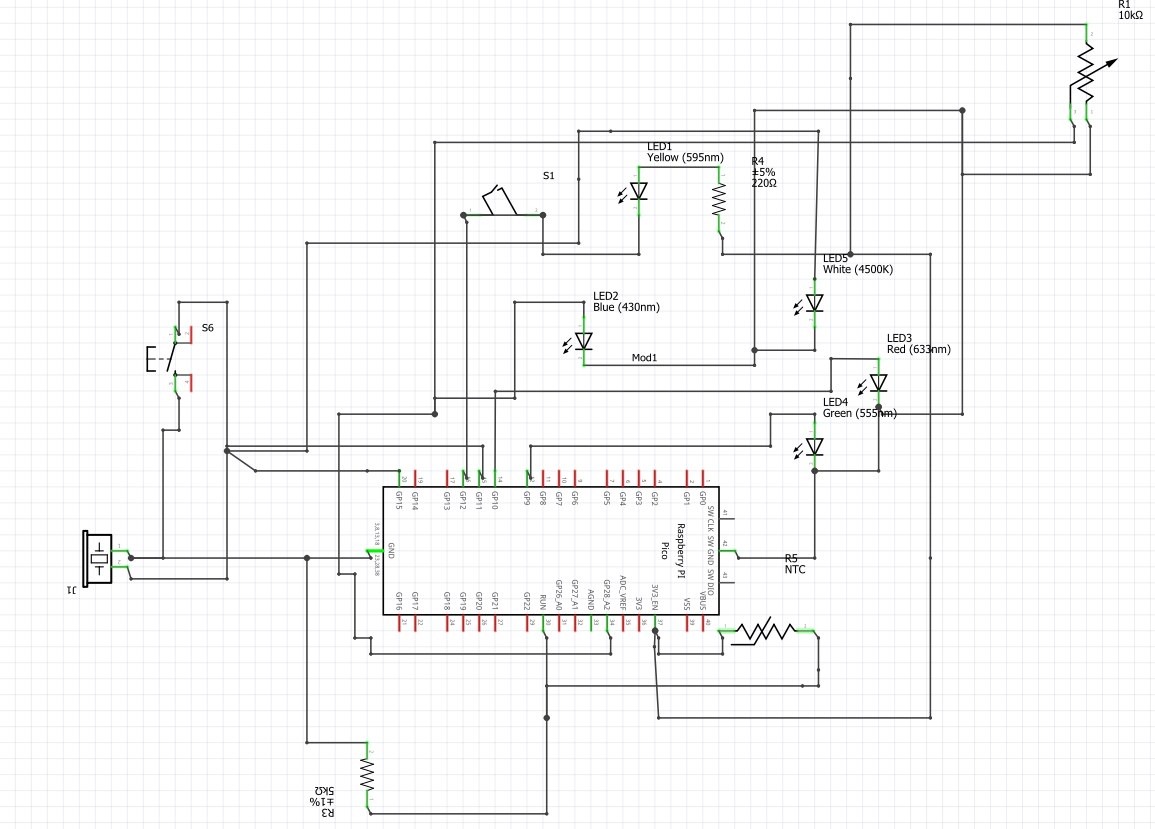 R1
10kΩ
LED1
Yellow (595nm)
R4
±5%
220Ω
S1
LED5
White (4500K)
LED2
Blue (430nm)
S6
LED3
Red (633nm)
Mod1
LED4
Green (555nm)
GP15
GP14
GP13
GP12
GP11
GP10
GP9
GP8
GP7
GP6
GP5
GP4
GP3
GP2
GP1
GP0
SW CLK
SW GND
SW DIO
GND
Raspberry PI
Pico
R5
NTC
J1
GP16
GP17
GP18
GP19
GP20
GP21
GP22
RUN
GP26_A0
GP27_A1
AGND
GP28_A2
ADC_VREF
3V3
3V3_EN
VSS
VBUS
R3
±1%
5kΩ